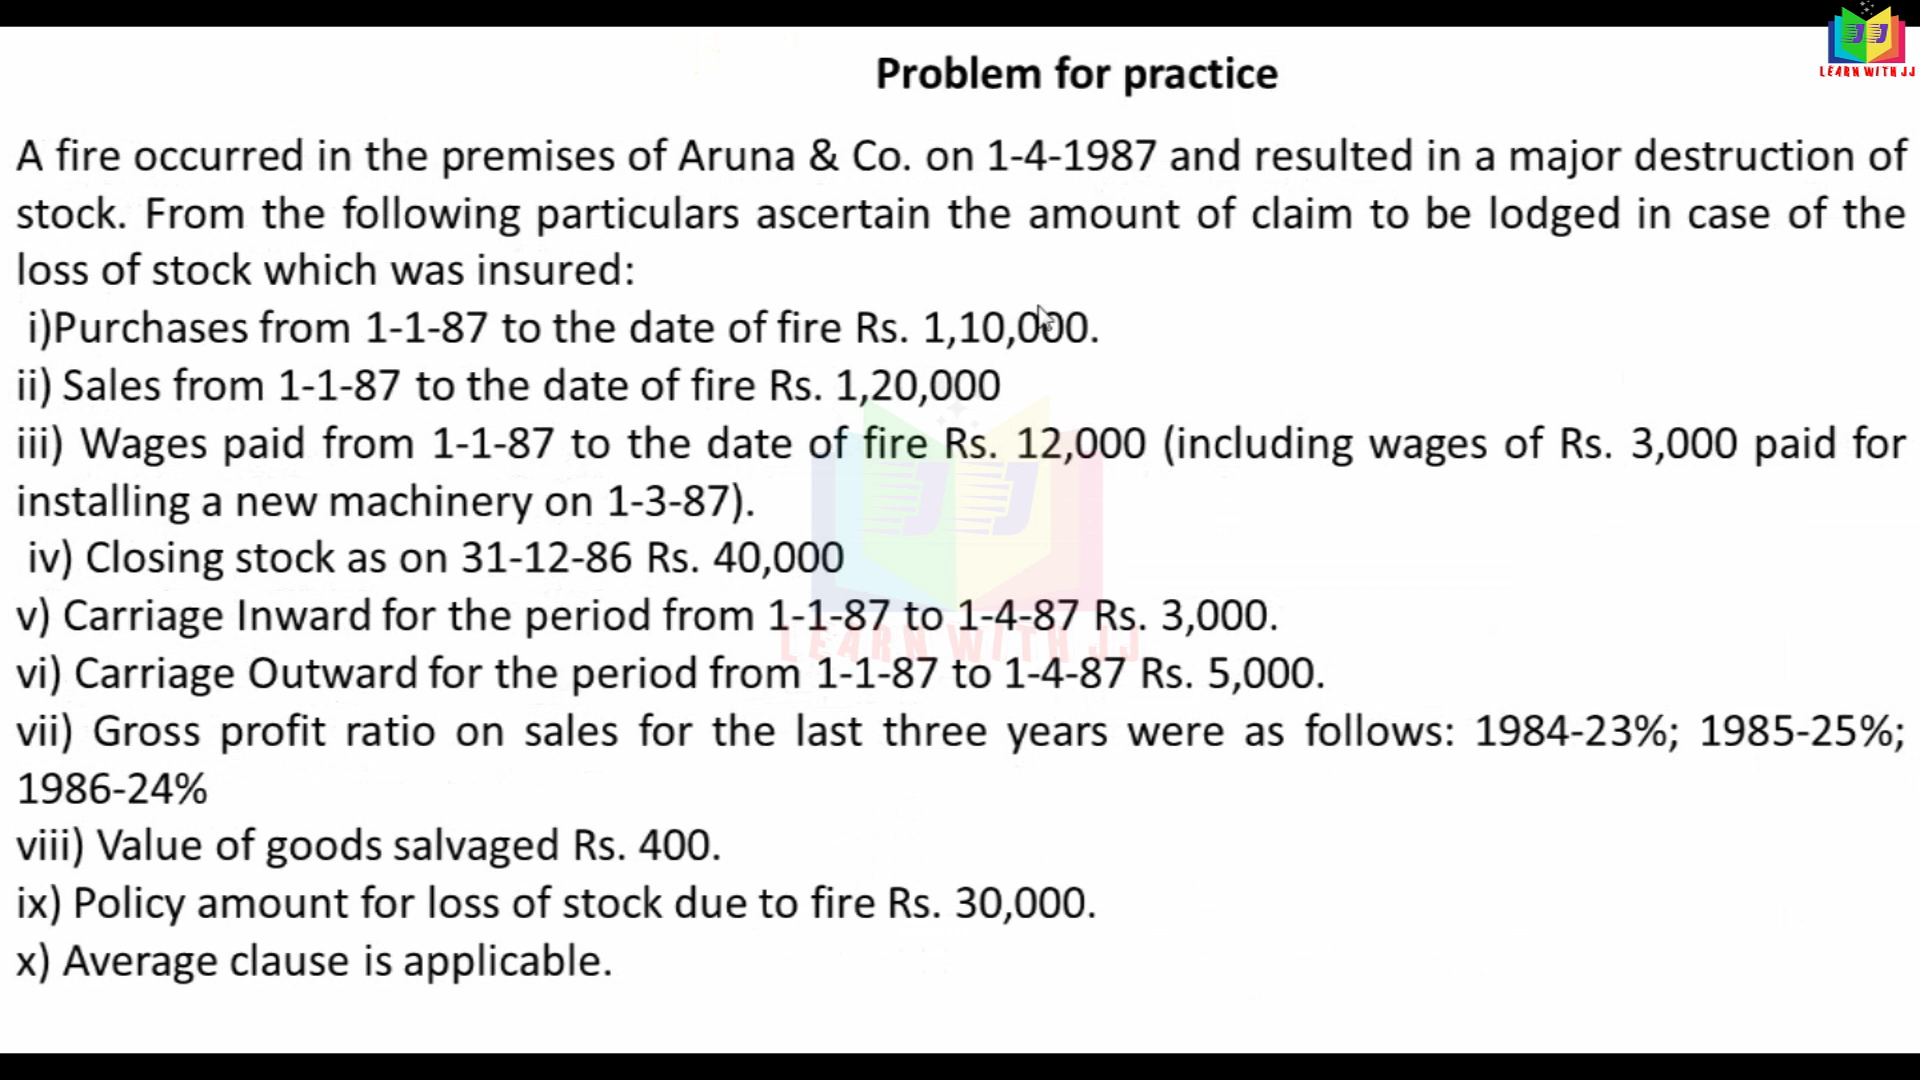 LEARN WITH JJ
Problem for practice
A fire occurred in the premises of Aruna & Co. on 1-4-1987 and resulted in a major destruction of
stock. From the following particulars ascertain the amount of claim to be lodged in case of the
loss of stock which was insured:
i)Purchases from 1-1-87 to the date of fire Rs. 1,10,000.
ii) Sales from 1-1-87 to the date of fire Rs. 1,20,000
iii) Wages paid from 1-1-87 to the date of fire Rs. 12,000 (including wages of Rs. 3,000 paid for
installing a new machinery on 1-3-87).
iv) Closing stock as on 31-12-86 Rs. 40,000
v) Carriage Inward for the period from 1-1-87 to 1-4-87 Rs. 3,000.
LEARN WITH JJ
vi) Carriage Outward for the period from 1-1-87 to 1-4-87 Rs. 5,000.
vii) Gross profit ratio on sales for the last three years were as follows: 1984-23%; 1985-25%;
1986-24%
viii) Value of goods salvaged Rs. 400.
ix) Policy amount for loss of stock due to fire Rs. 30,000.
x) Average clause is applicable.